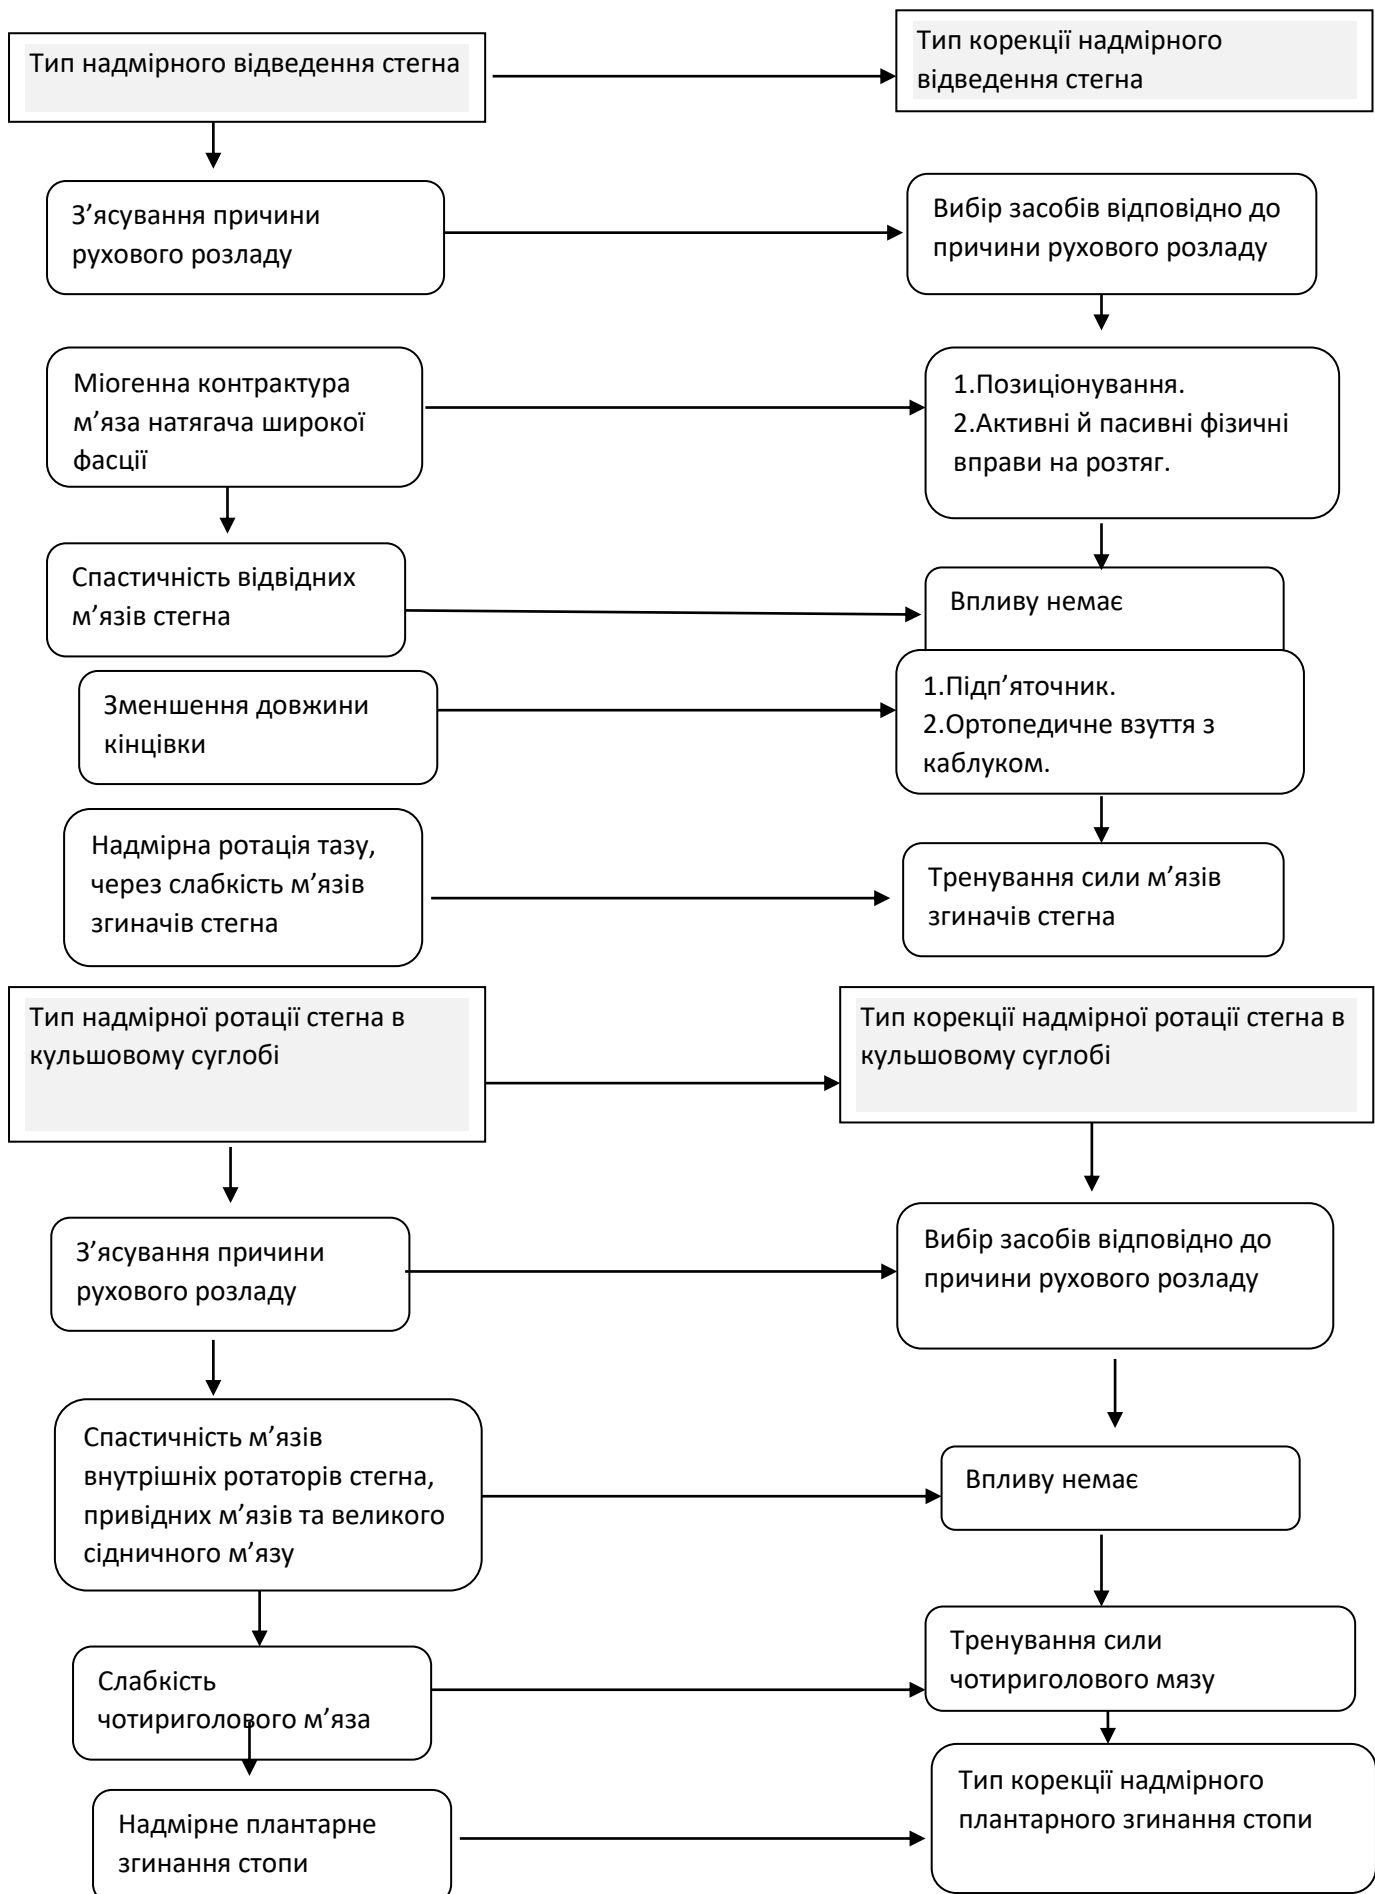 Тип надмірного відведення стегна
Тип корекції надмірного
відведення стегна
З’ясування причини
рухового розладу
Вибір засобів відповідно до
причини рухового розладу
Міогенна контрактура
м’яза натягача широкої
фасції
1.Позиціонування.
2.Активні й пасивні фізичні
вправи на розтяг.
Спастичність відвідних
м’язів стегна
Впливу немає
Зменшення довжини
кінцівки
1.Підп’яточник.
2.Ортопедичне взуття з
каблуком.
Надмірна ротація тазу,
через слабкість м’язів
згиначів стегна
Тренування сили м’язів
згиначів стегна
Тип надмірної ротації стегна в
кульшовому суглобі
Тип корекції надмірної ротації стегна в
кульшовому суглобі
З’ясування причини
рухового розладу
Вибір засобів відповідно до
причини рухового розладу
Спастичність м’язів
внутрішніх ротаторів стегна,
привідних м’язів та великого
сідничного м’язу
Впливу немає
Слабкість
чотириголового м’яза
Тренування сили
чотириголового мязу
Надмірне плантарне
згинання стопи
Тип корекції надмірного
плантарного згинання стопи